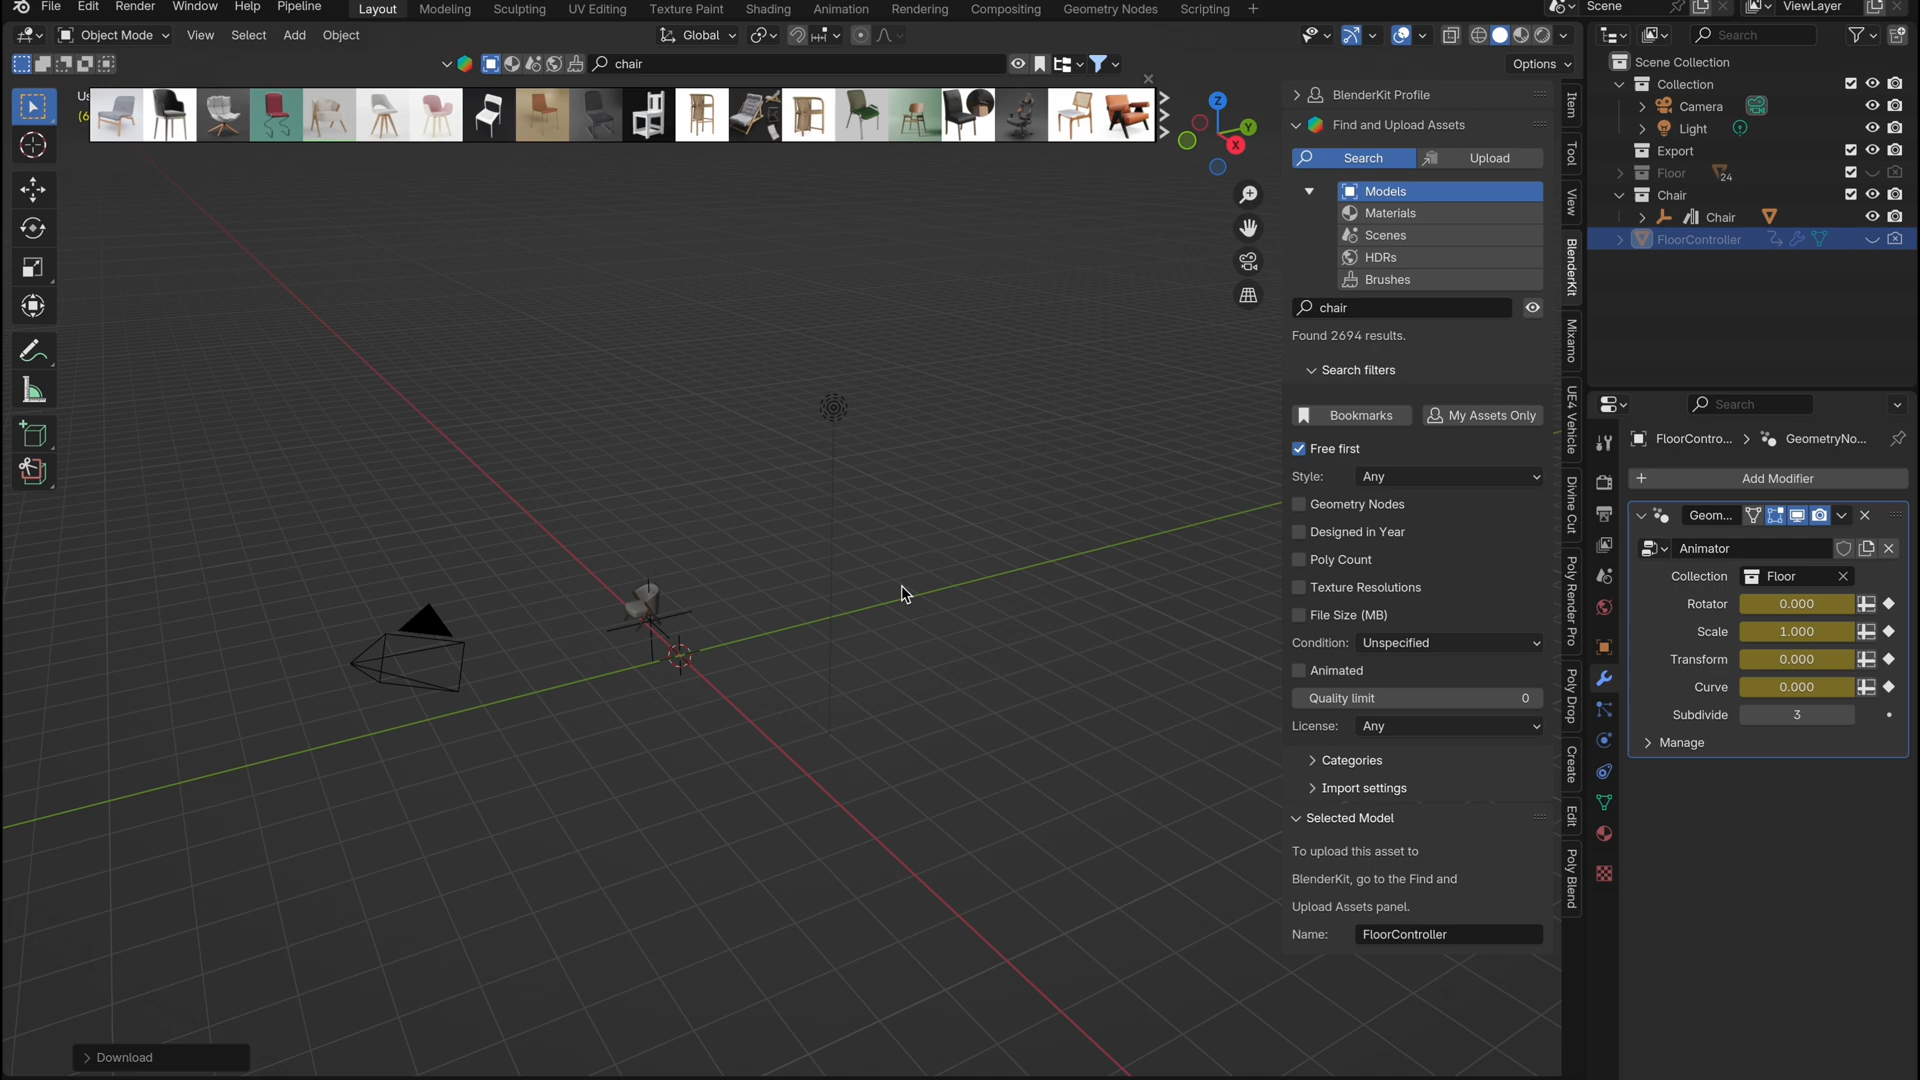 File Edit Render Window Help Pipeline Layout Modeling Sculpting UV Editing Texture Paint Shading Animation Rendering Compositing Geometry Nodes Scripting + Scene ViewLayer
Object Mode View Select Add Object Global Search
chair Options
Us
(6
Scene Collection
Collection
Camera
Light
Export
Floor 24
Chair
Chair
FloorController
X Y Z
BlenderKit Profile
Find and Upload Assets
Search Upload
Models
Materials
Scenes
HDRs
Brushes
chair
Found 2694 results.
Search filters
Bookmarks My Assets Only
Free first
Style: Any
Geometry Nodes
Designed in Year
Poly Count
Texture Resolutions
File Size (MB)
Condition: Unspecified
Animated
Quality limit 0
License: Any
Categories
Import settings
Selected Model
To upload this asset to
BlenderKit, go to the Find and
Upload Assets panel.
Name: FloorController
Item
Tool
View
BlenderKit
Mixamo
UE4 Vehicle
Divine Cut
Poly Render Pro
Poly Drop
Create
Edit
Poly Blend
Search
FloorContro... > GeometryNo...
Add Modifier
Geom...
Animator
Collection Floor
Rotator 0.000
Scale 1.000
Transform 0.000
Curve 0.000
Subdivide 3
Manage
Download